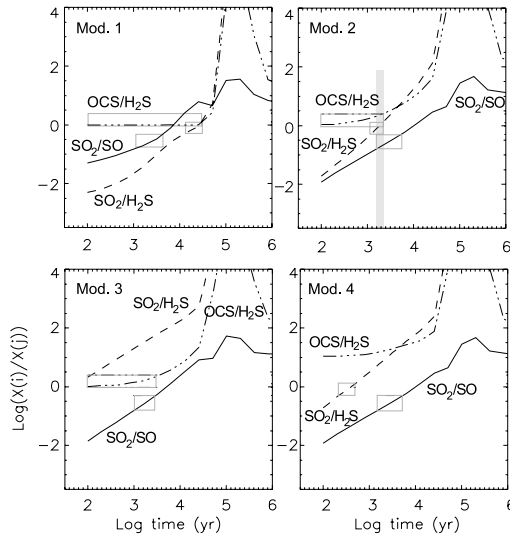 Mod. 1
OCS/H₂S
SO₂/SO
SO₂/H₂S
4
2
0
−2
2 3 4 5 6
Mod. 2
OCS/H₂S
SO₂/SO
SO₂/H₂S
4
2
0
−2
2 3 4 5 6
Mod. 3
SO₂/H₂S
OCS/H₂S
SO₂/SO
4
2
0
−2
2 3 4 5 6
Log time (yr)
Log(X(i)/X(j))
Mod. 4
OCS/H₂S
SO₂/H₂S
SO₂/SO
4
2
0
−2
2 3 4 5 6
Log time (yr)